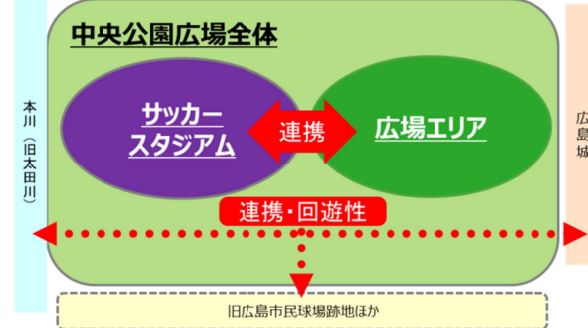 中央公園広場全体
サッカー
スタジアム
連携
広場エリア
連携・回遊性
本川（旧太田川）
広島城
旧広島市民球場跡地ほか